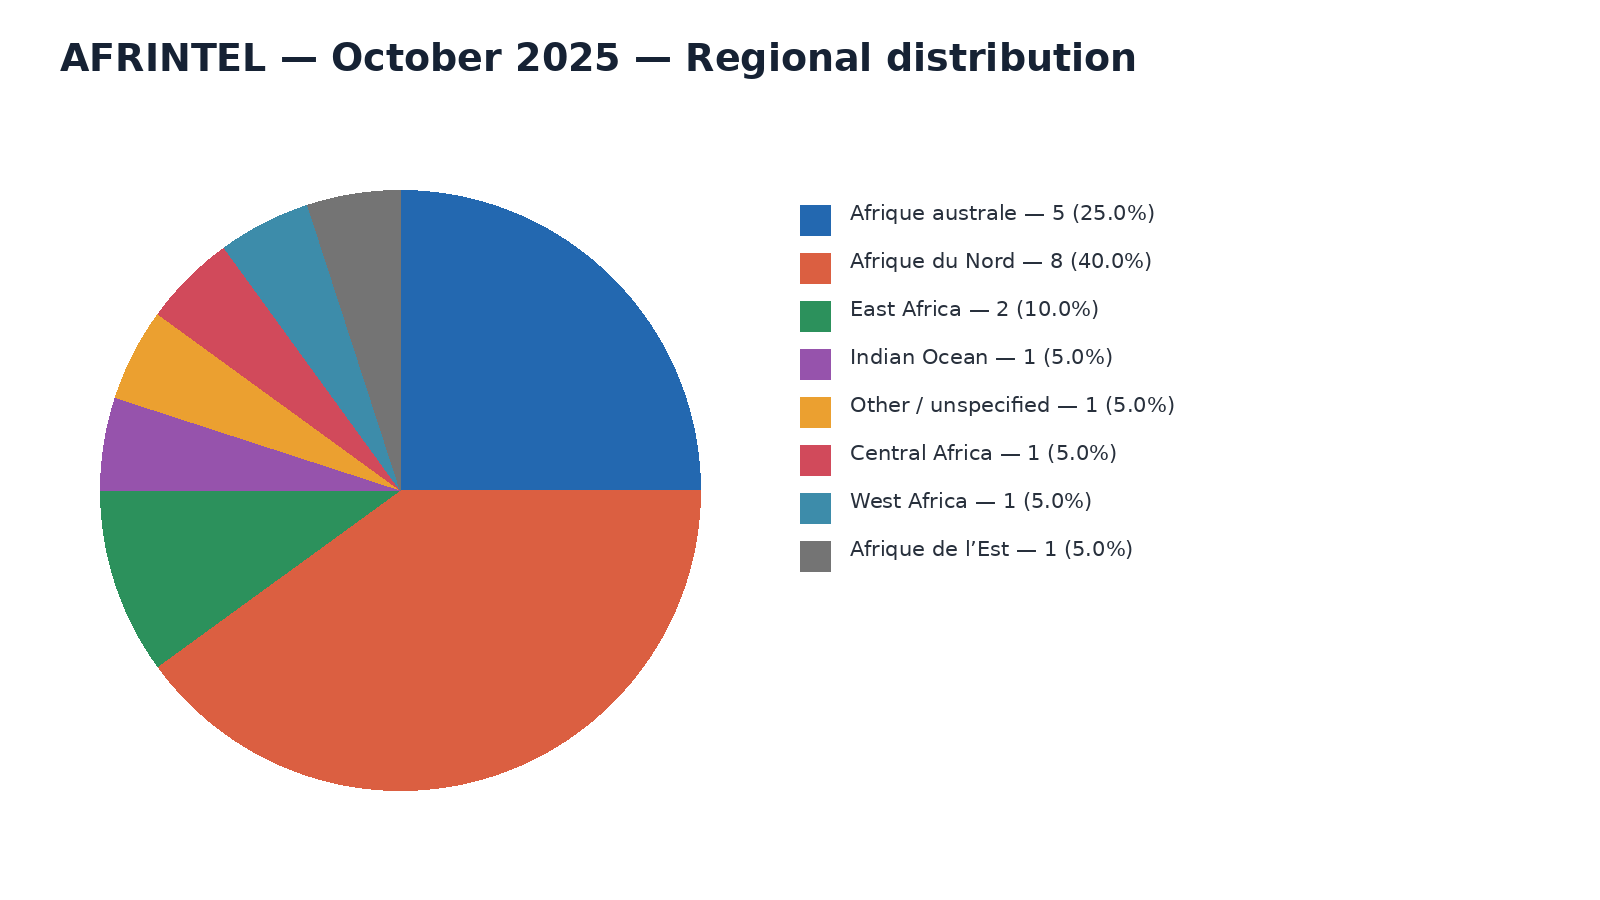 AFRINTEL — October 2025 — Regional distribution
Afrique australe — 5 (25.0%)
Afrique du Nord — 8 (40.0%)
East Africa — 2 (10.0%)
Indian Ocean — 1 (5.0%)
Other / unspecified — 1 (5.0%)
Central Africa — 1 (5.0%)
West Africa — 1 (5.0%)
Afrique de l’Est — 1 (5.0%)